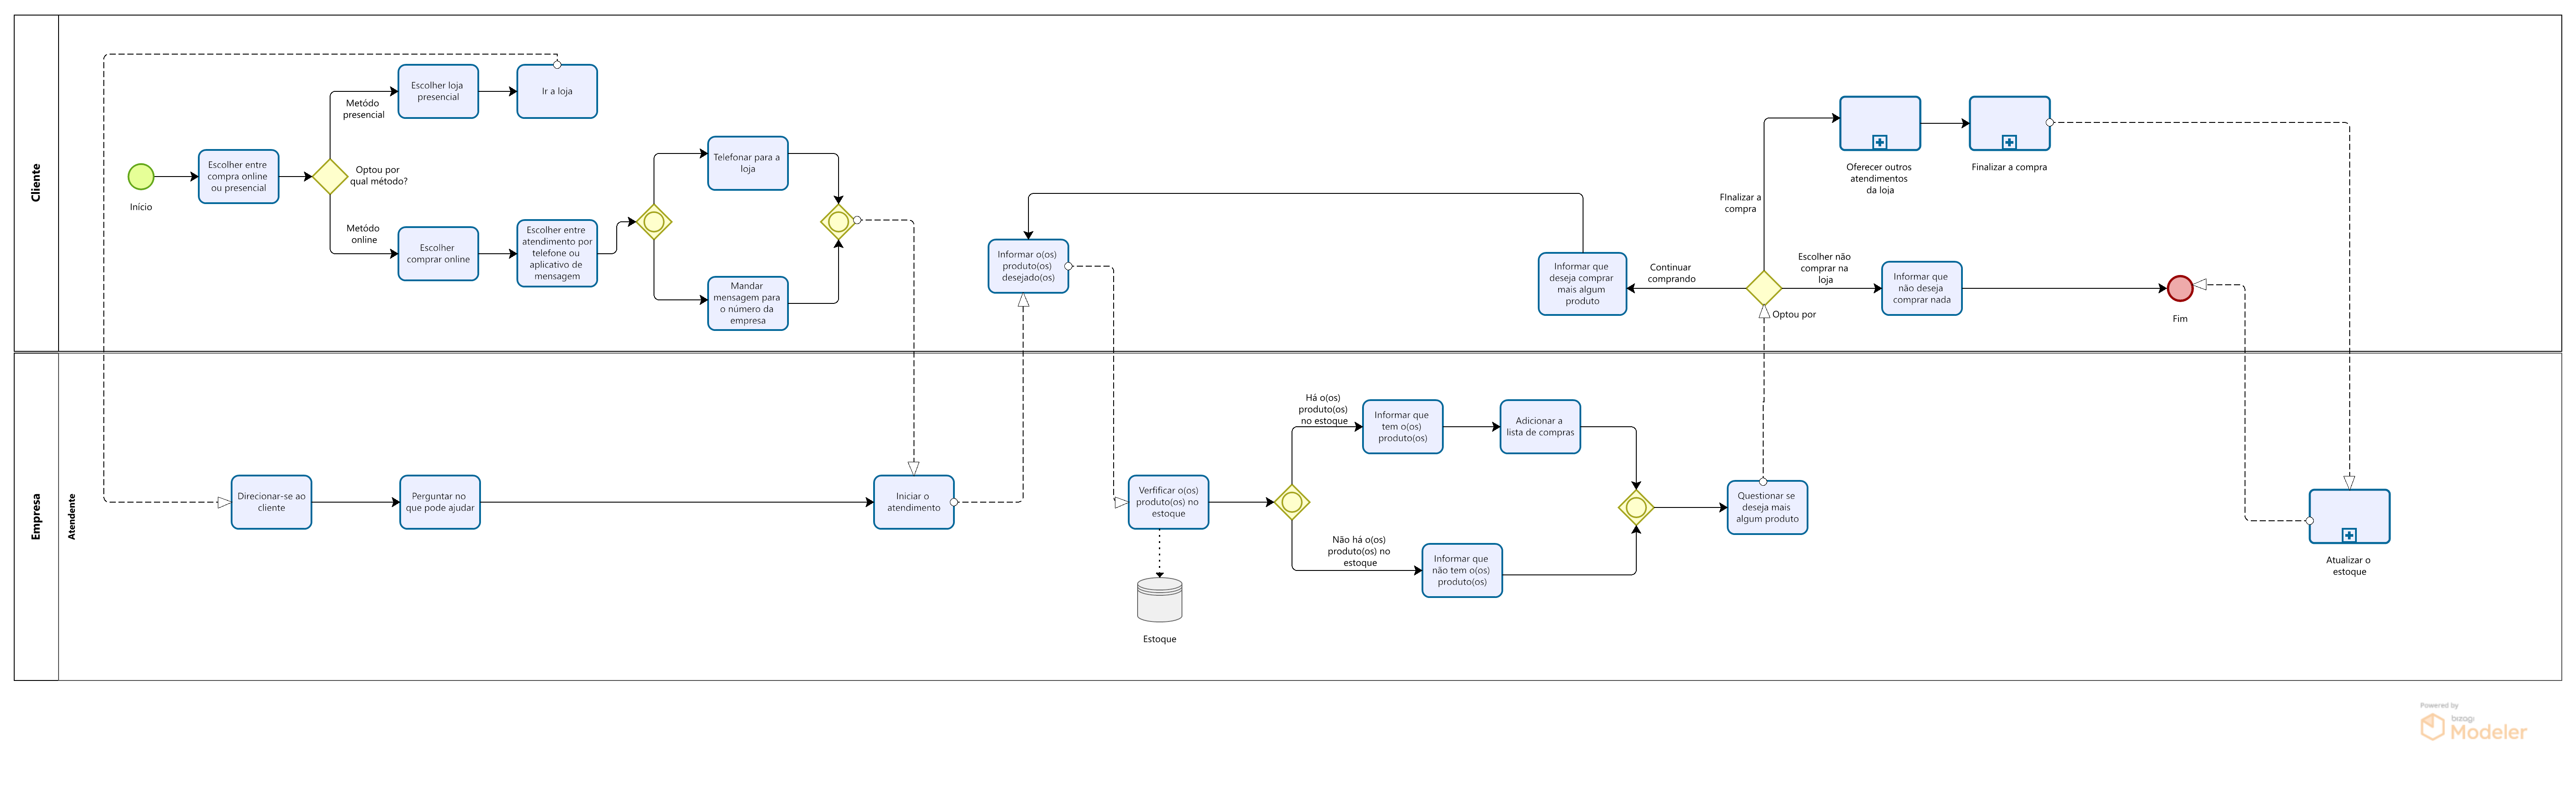 Cliente
Início
Escolher entre
compra online
ou presencial
Optou por
qual método?
Metódo
presencial
Escolher loja
presencial
Ir a loja
Metódo
online
Escolher
comprar online
Escolher entre
atendimento por
telefone ou
aplicativo de
mensagem
Telefonar para a
loja
Mandar
mensagem para
o número da
empresa
Informar o(os)
produto(os)
desejado(os)
Informar que
deseja comprar
mais algum
produto
Continuar
comprando
FInalizar a
compra
Optou por
Escolher não
comprar na
loja
Informar que
não deseja
comprar nada
Oferecer outros
atendimentos
da loja
Finalizar a compra
Fim
Empresa
Atendente
Direcionar-se ao
cliente
Perguntar no
que pode ajudar
Iniciar o
atendimento
Verfificar o(os)
produto(os) no
estoque
Estoque
Há o(os)
produto(os)
no estoque
Informar que
tem o(os)
produto(os)
Adicionar a
lista de compras
Não há o(os)
produto(os) no
estoque
Informar que
não tem o(os)
produto(os)
Questionar se
deseja mais
algum produto
Atualizar o
estoque
Powered by
bizagi
Modeler